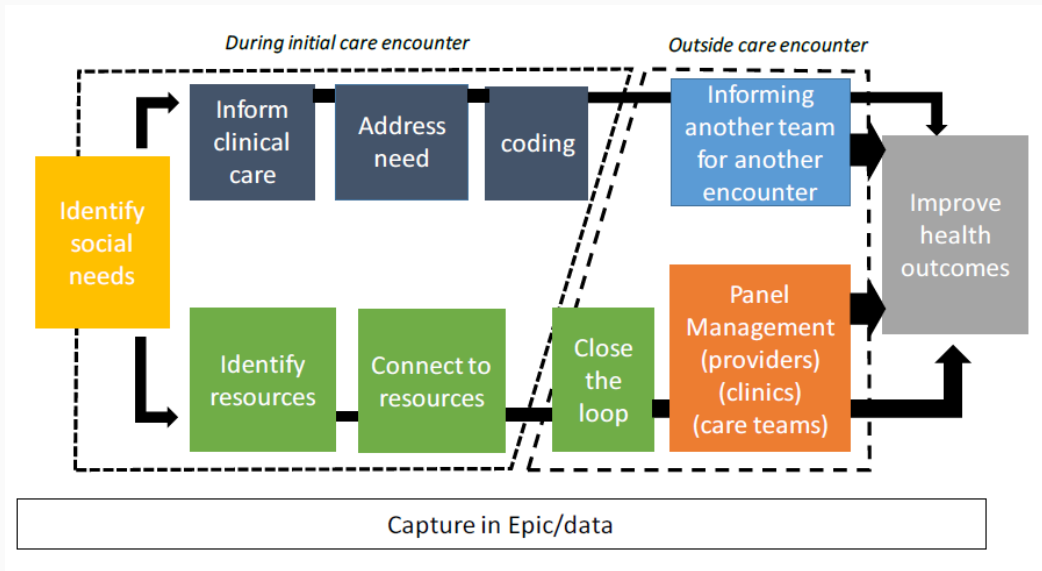 During initial care encounter
Outside care encounter
Identify
social
needs
Inform
clinical
care
Address
need
coding
Informing
another team
for another
encounter
Improve
health
outcomes
Identify
resources
Connect to
resources
Close
the
loop
Panel
Management
(providers)
(clinics)
(care teams)
Capture in Epic/data